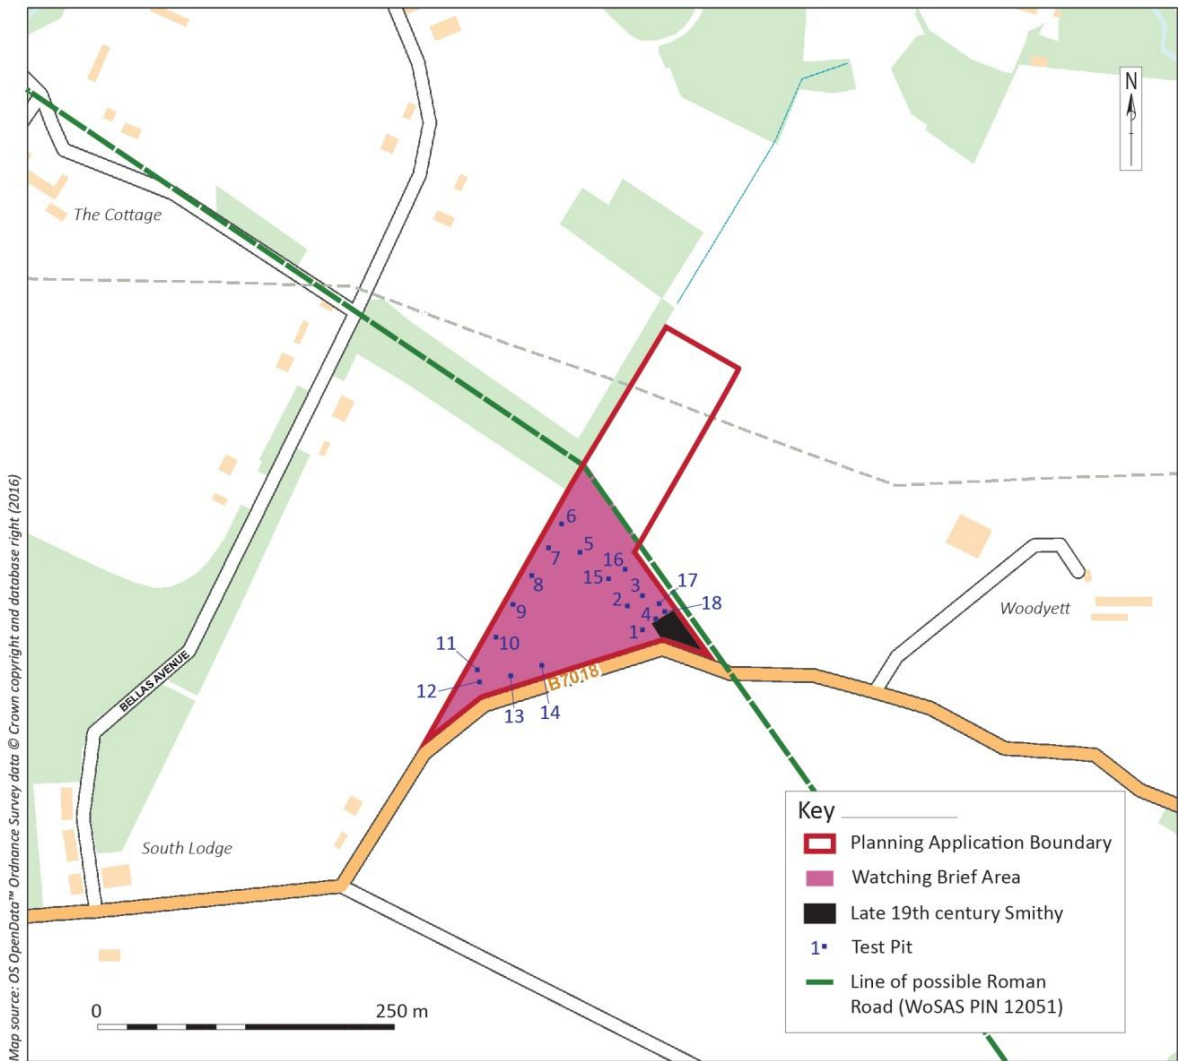 N
The Cottage
6
5
7
16
8
15
3
17
9
2
18
4
10
1
11
12
13
14
B7018
BELLAS AVENUE
Woodyett
South Lodge
Key
Planning Application Boundary
Watching Brief Area
Late 19th century Smithy
1 Test Pit
Line of possible Roman
Road (WoSAS PIN 12051)
0
250 m
Map source: OS OpenData™ Ordnance Survey data © Crown copyright and database right (2016)